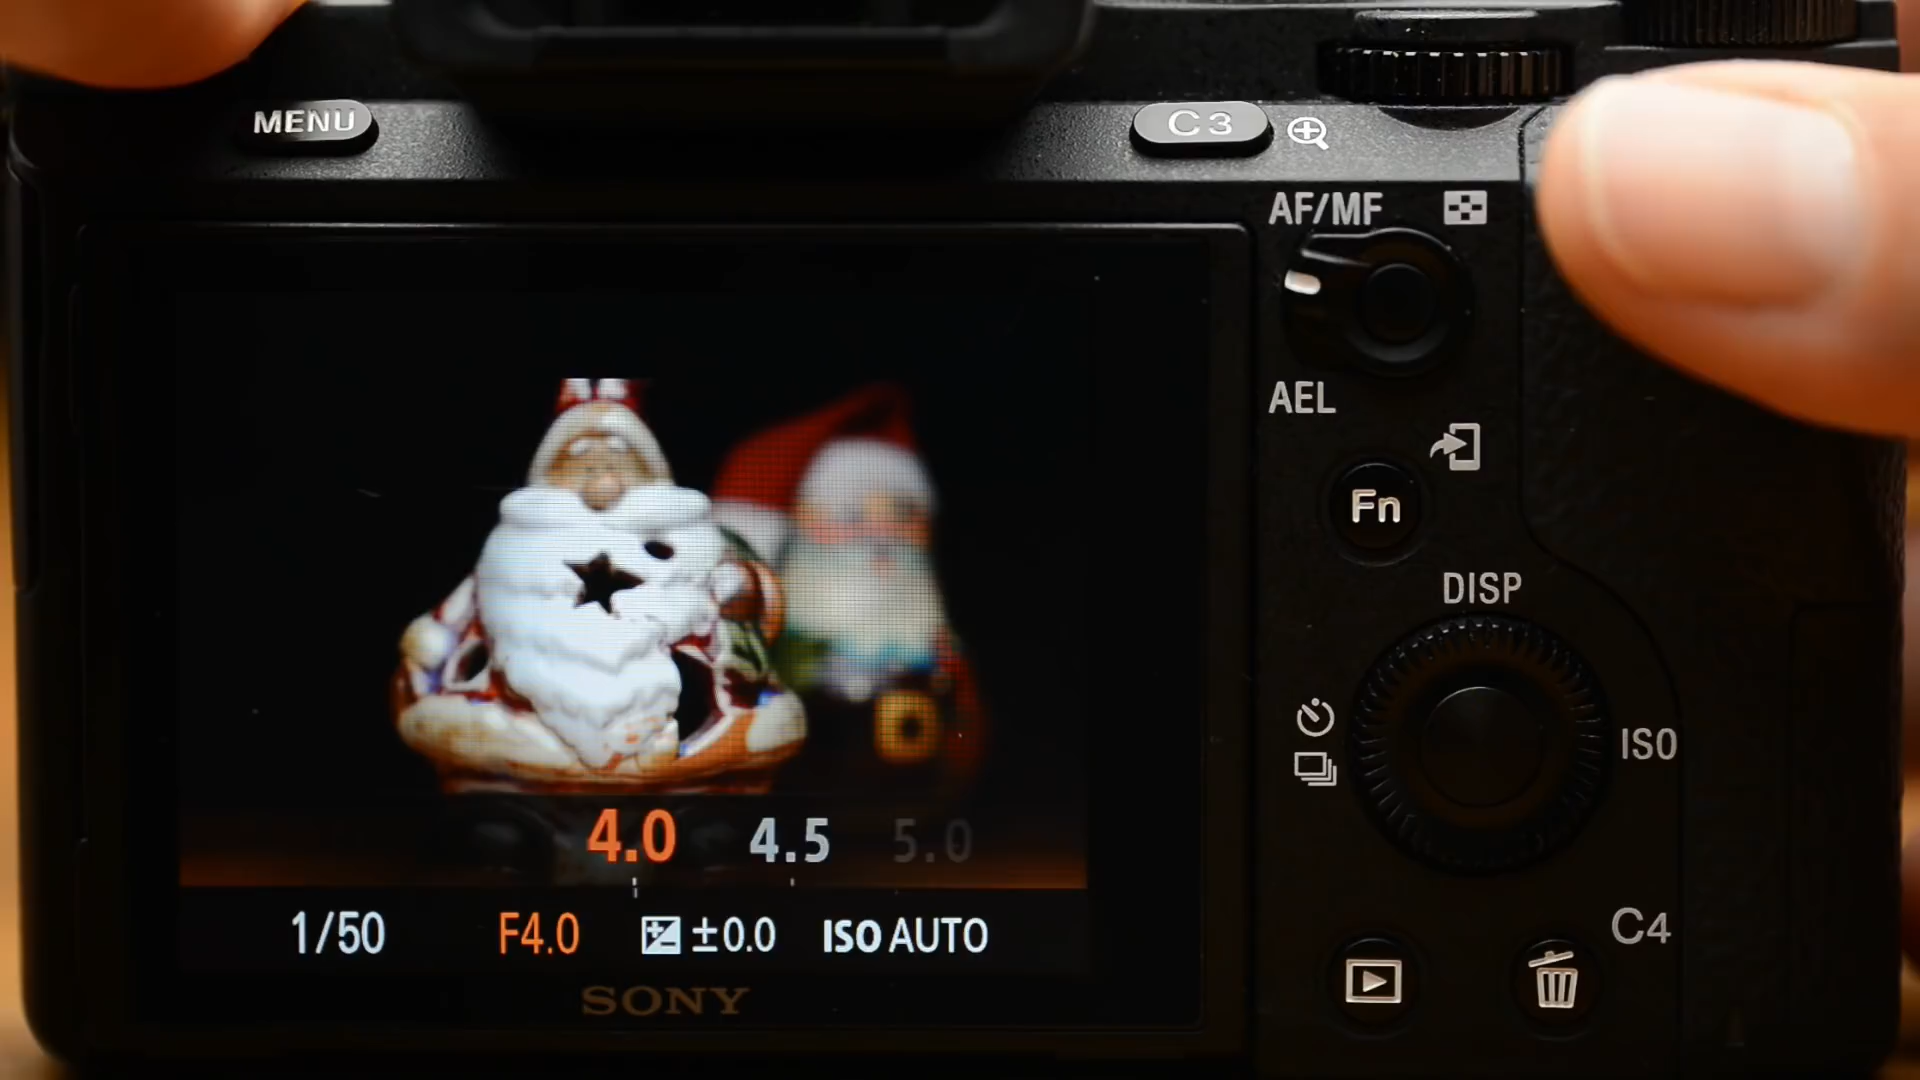 MENU
C3
AF/MF
AEL
Fn
DISP
ISO
4.0 4.5 5.0
1/50 F4.0 ±0.0 ISO AUTO
C4
SONY